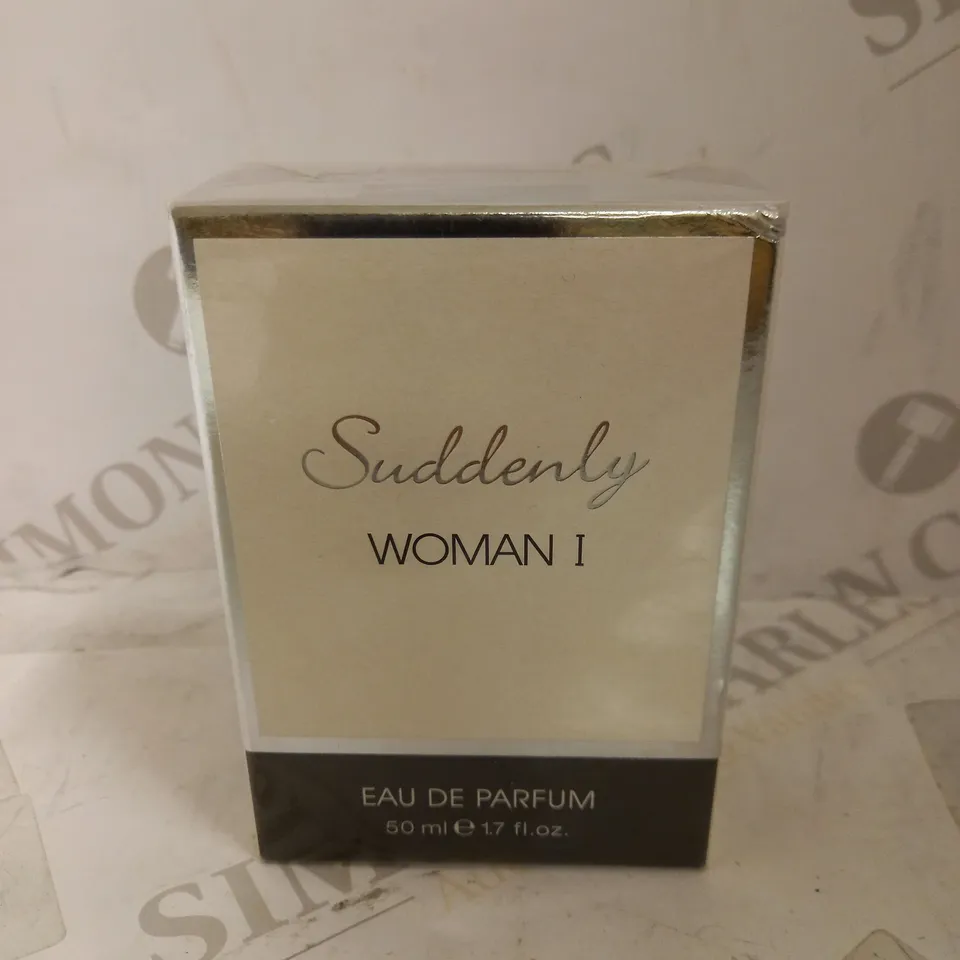 Suddenly
WOMAN I
EAU DE PARFUM
50 ml e 1.7 fl.oz.